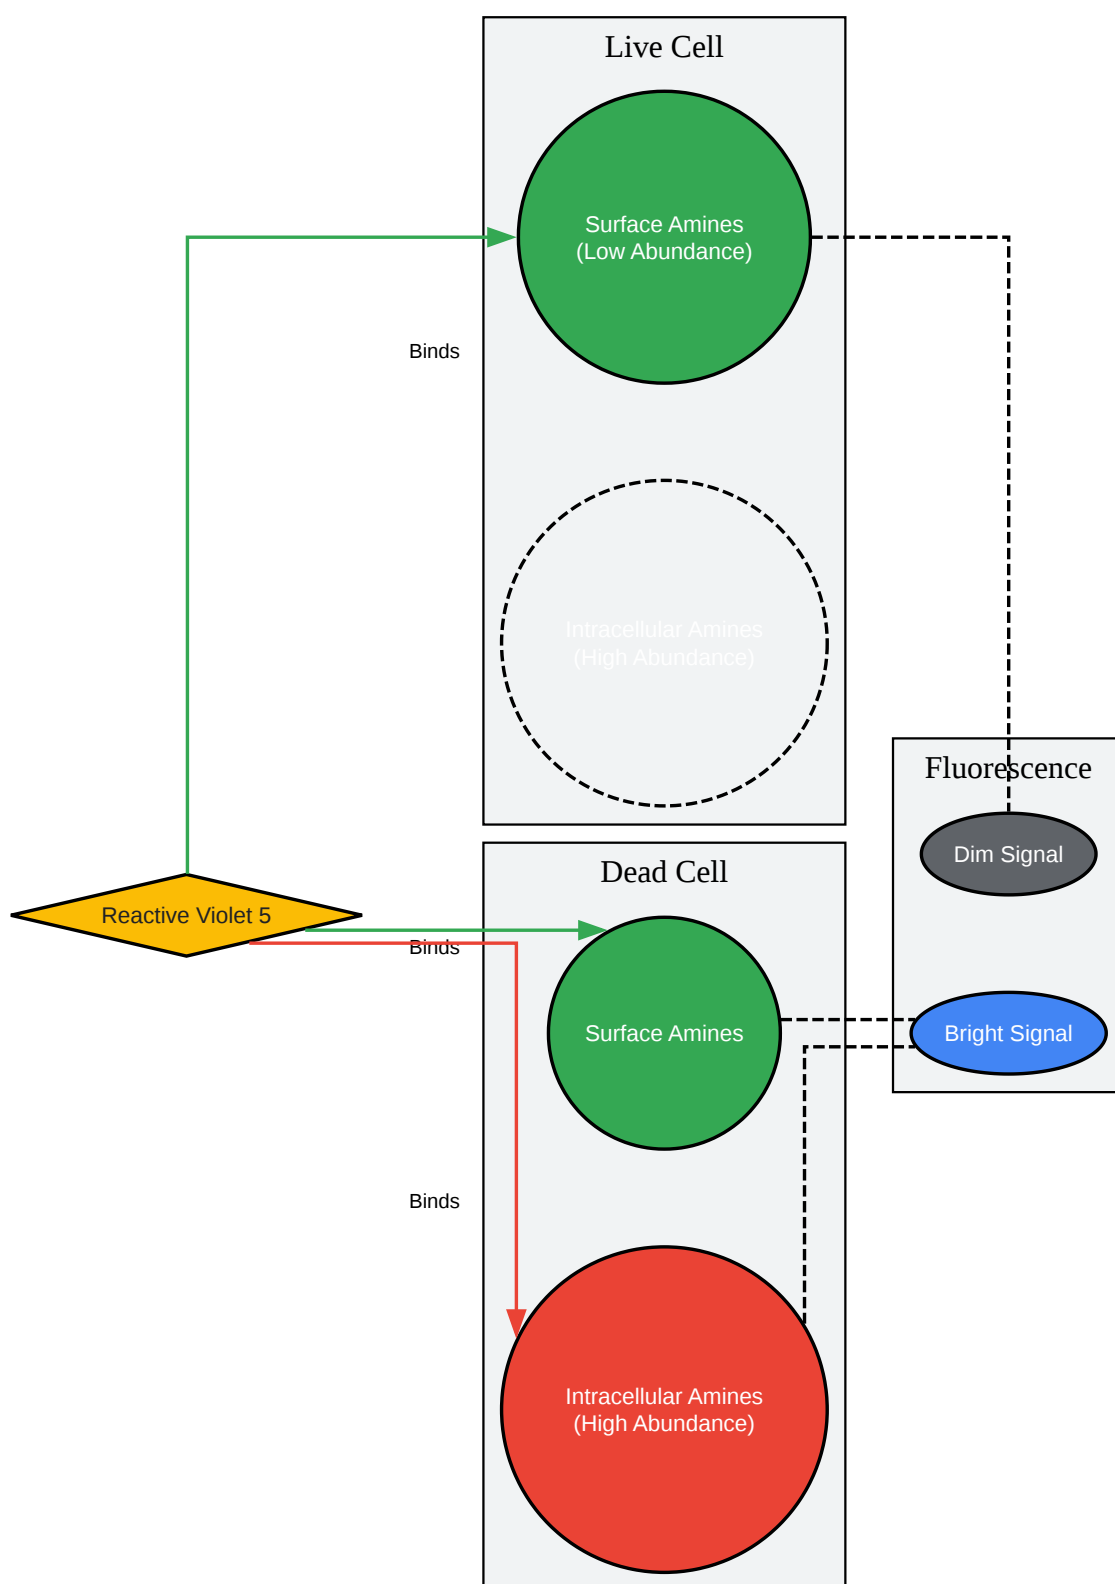 Live Cell
Surface Amines
(Low Abundance)
Binds
Intracellular Amines
(High Abundance)
Fluorescence
Dim Signal
Dead Cell
Reactive Violet 5
Binds
Surface Amines
Bright Signal
Binds
Intracellular Amines
(High Abundance)